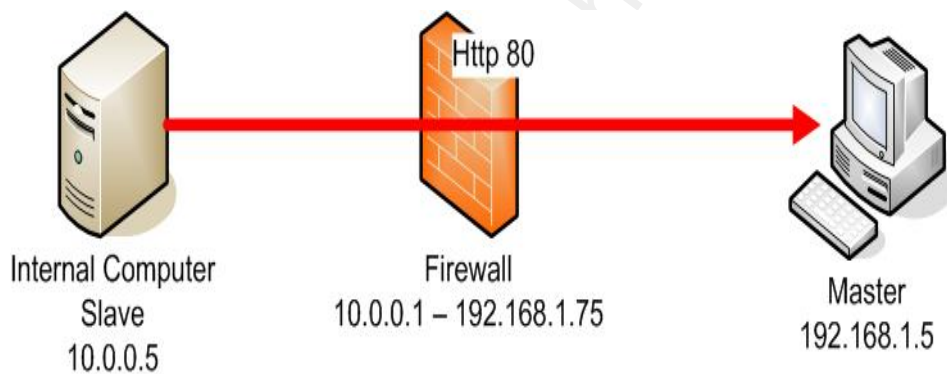 Http 80
Internal Computer
Slave
10.0.0.5
Firewall
10.0.0.1 – 192.168.1.75
Master
192.168.1.5